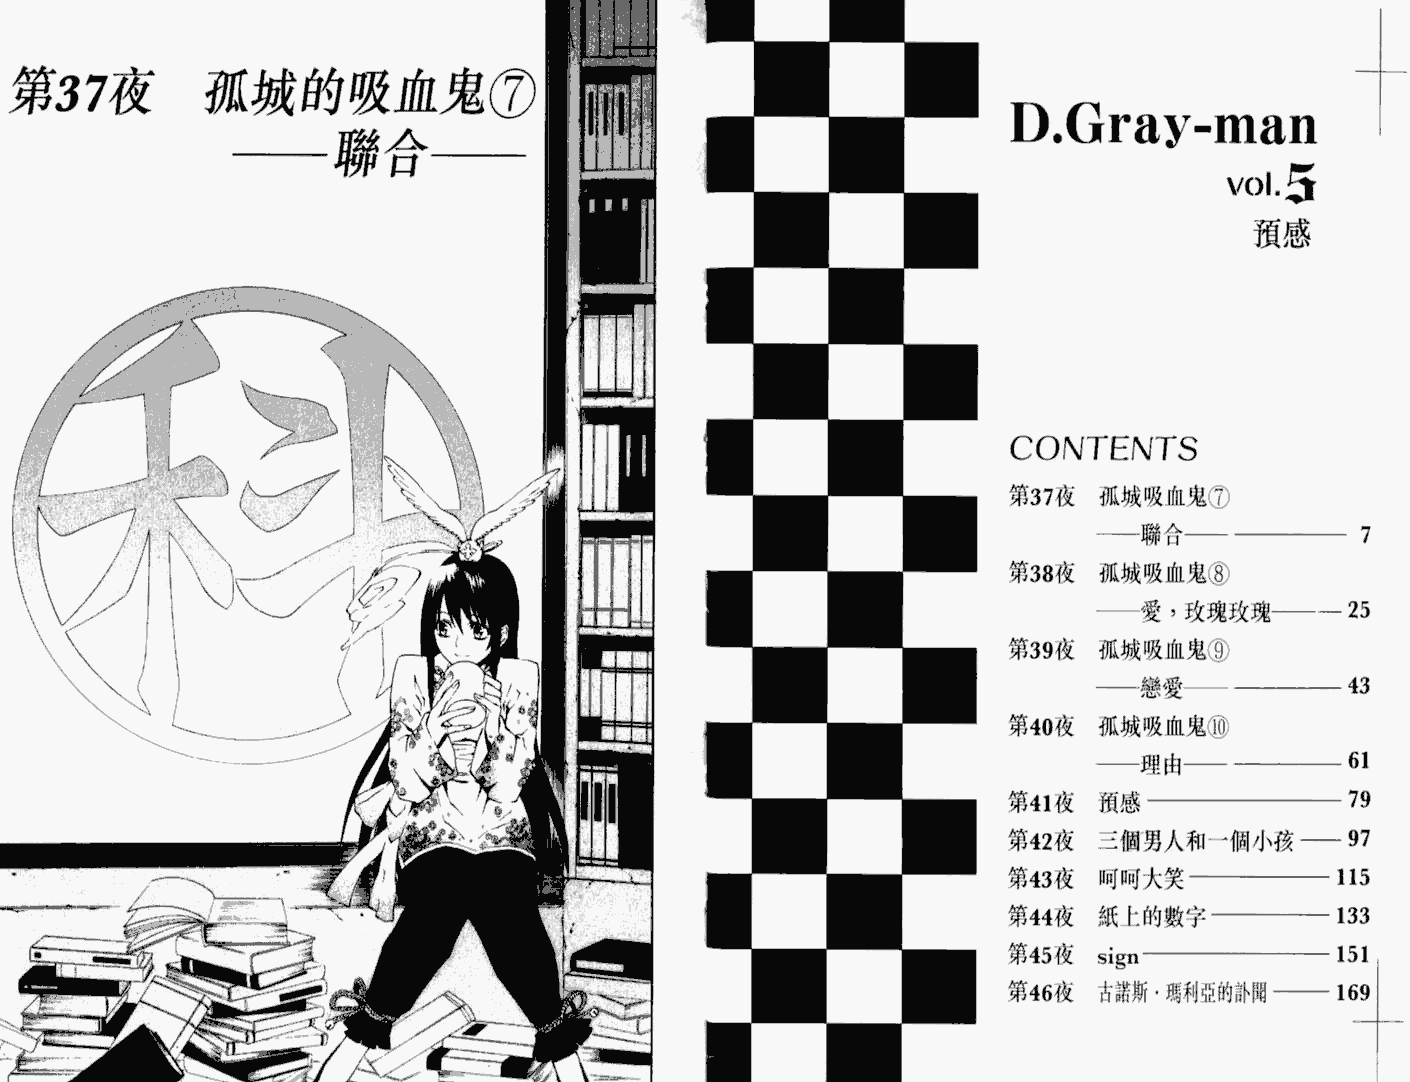 第37夜 孤城的吸血鬼⑦
——聯合——
科
D.Gray-man
vol.5
預感
CONTENTS
第37夜 孤城吸血鬼⑦
——聯合—— 7
第38夜 孤城吸血鬼⑧
——愛，玫瑰玫瑰—— 25
第39夜 孤城吸血鬼⑨
——戀愛—— 43
第40夜 孤城吸血鬼⑩
——理由—— 61
第41夜 預感 —— 79
第42夜 三個男人和一個小孩 —— 97
第43夜 呵呵大笑 —— 115
第44夜 紙上的數字 —— 133
第45夜 sign —— 151
第46夜 古諾斯·瑪利亞的訃聞 —— 169